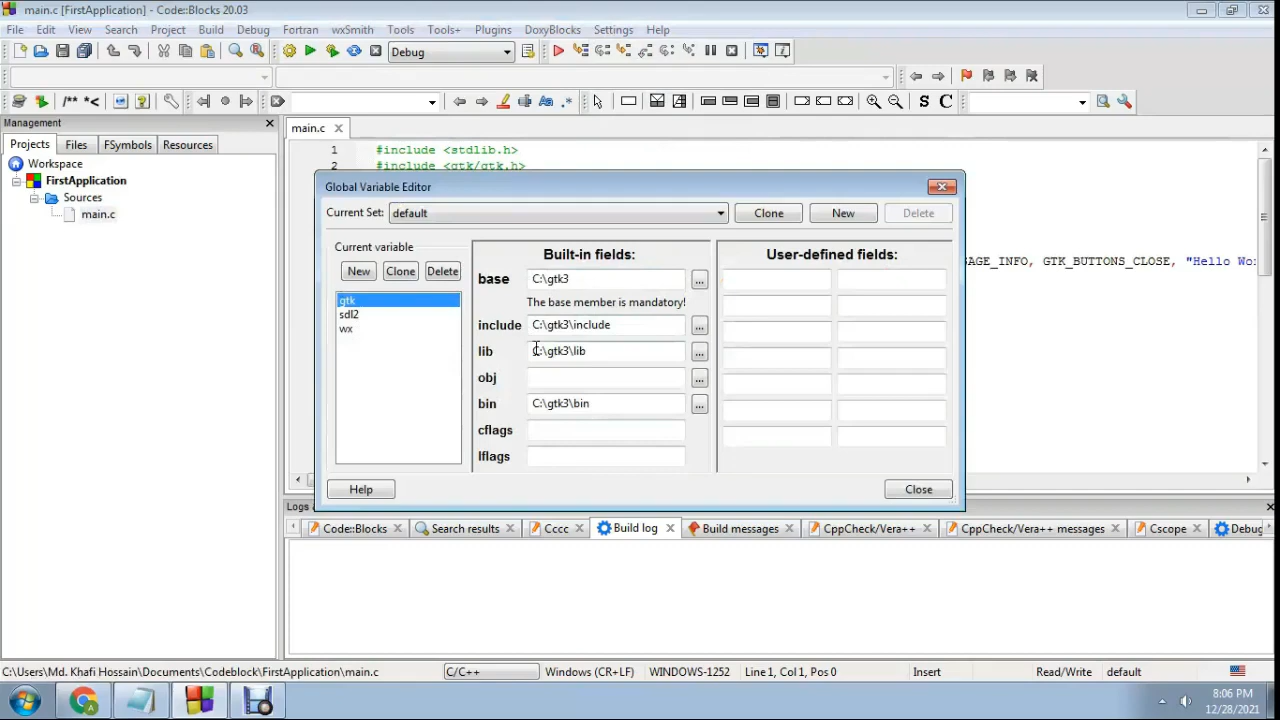 main.c [FirstApplication] - Code::Blocks 20.03
File Edit View Search Project Build Debug Fortran wxSmith Tools Tools+ Plugins DoxyBlocks Settings Help
Debug
/** *<
Aa .*
S C
Management
Projects Files FSymbols Resources
Workspace
FirstApplication
Sources
main.c
main.c
1 #include <stdlib.h>
2 #include <gtk/gtk.h>
SAGE_INFO, GTK_BUTTONS_CLOSE, "Hello Wo:
Global Variable Editor
Current Set: default Clone New Delete
Current variable
New Clone Delete
gtk
sdl2
wx
Built-in fields:
base C:\gtk3 ...
The base member is mandatory!
include C:\gtk3\include ...
lib C:\gtk3\lib ...
obj ...
bin C:\gtk3\bin ...
cflags
lflags
User-defined fields:
Help Close
Logs
Code::Blocks Search results Cccc Build log Build messages CppCheck/Vera++ CppCheck/Vera++ messages Cscope Debug
C:\Users\Md. Khafi Hossain\Documents\Codeblock\FirstApplication\main.c C/C++ Windows (CR+LF) WINDOWS-1252 Line 1, Col 1, Pos 0 Insert Read/Write default
8:06 PM
12/28/2021